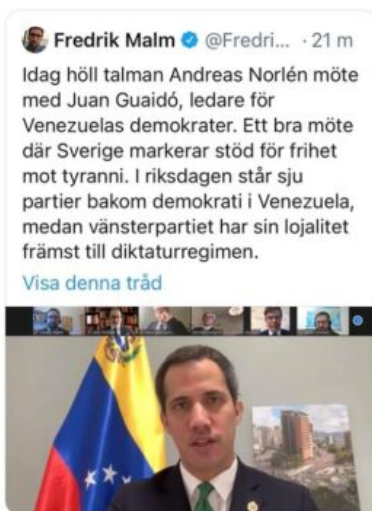 Fredrik Malm @Fredri... · 21 m
Idag höll talman Andreas Norlén möte
med Juan Guaidó, ledare för
Venezuelas demokrater. Ett bra möte
där Sverige markerar stöd för frihet
mot tyranni. I riksdagen står sju
partier bakom demokrati i Venezuela,
medan vänsterpartiet har sin lojalitet
främst till diktaturregimen.
Visa denna tråd